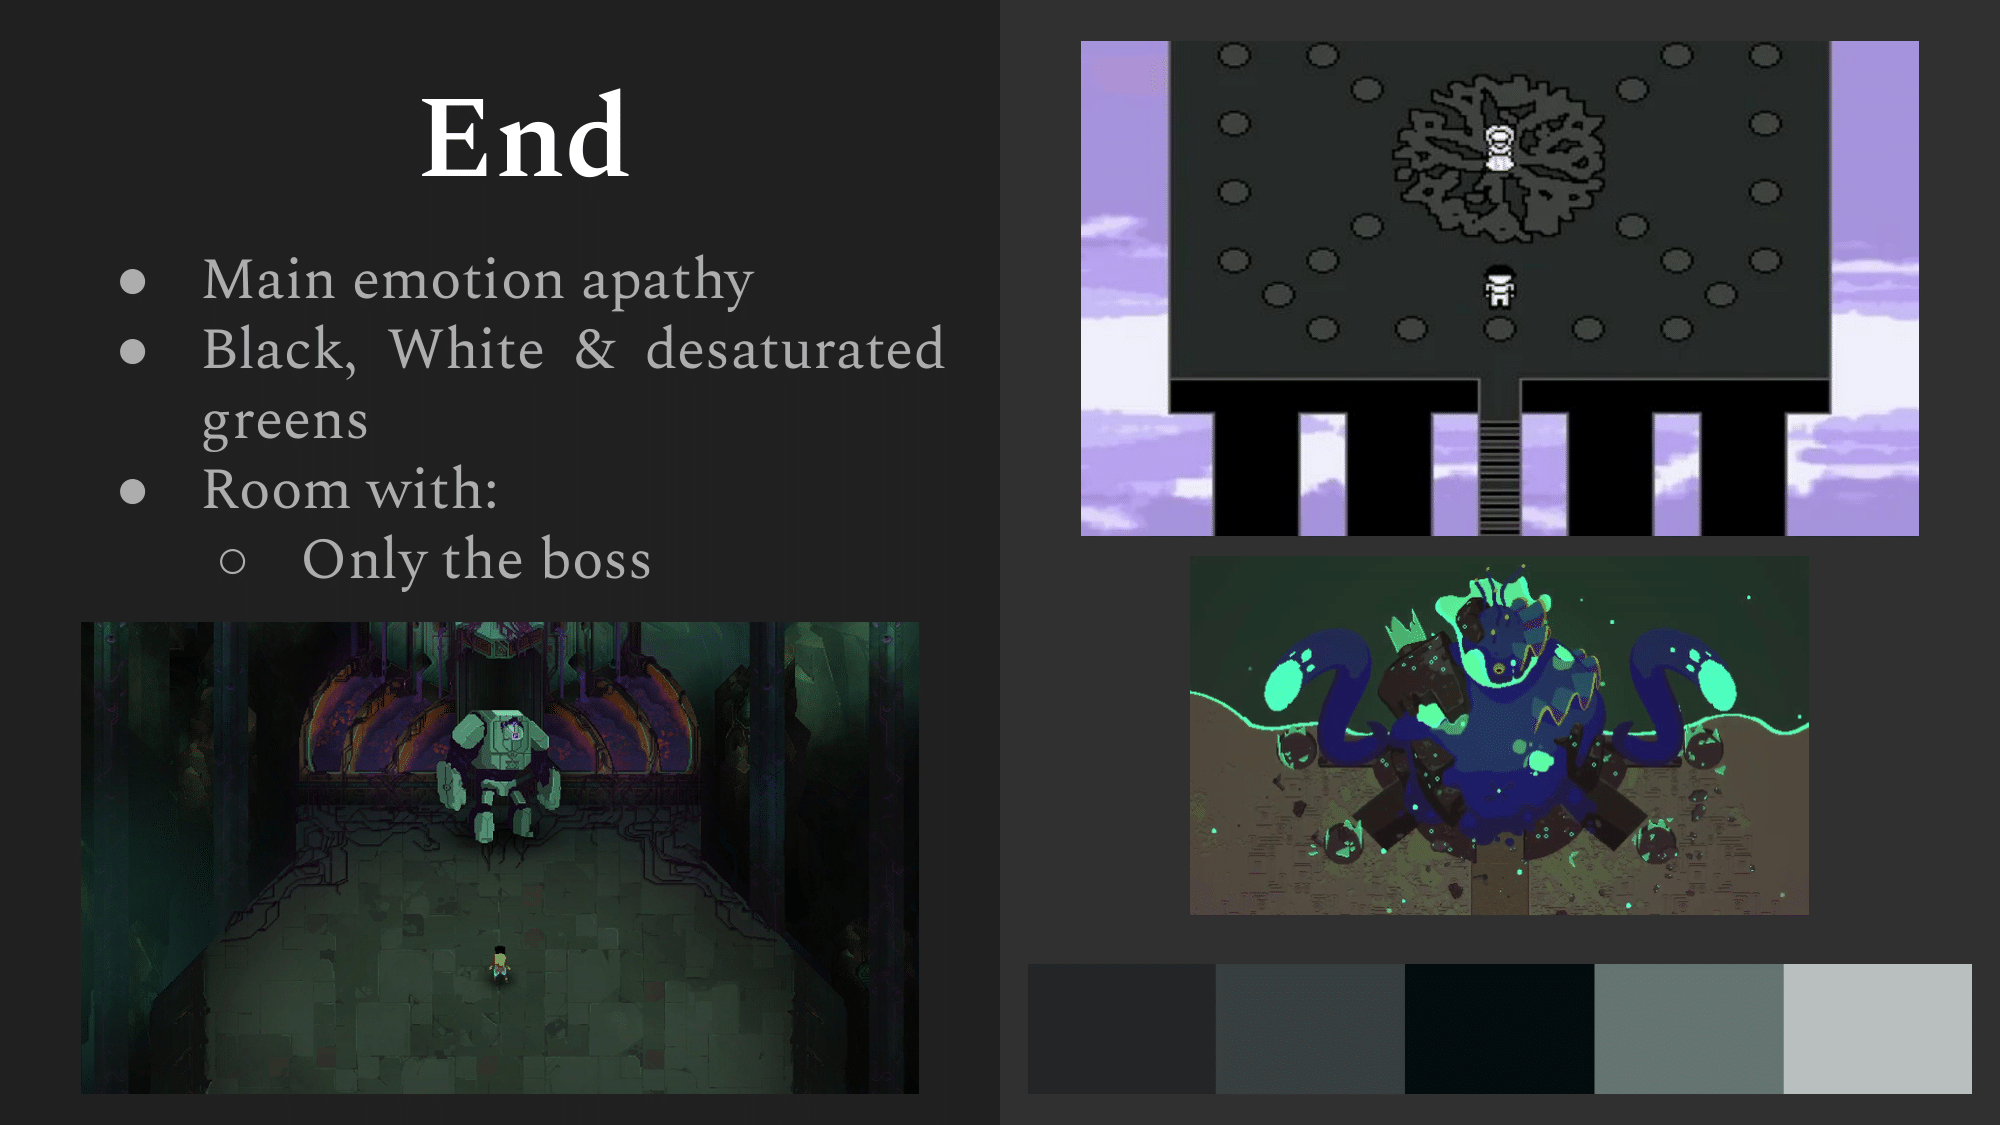 End
● Main emotion apathy
● Black, White & desaturated
greens
● Room with:
○ Only the boss